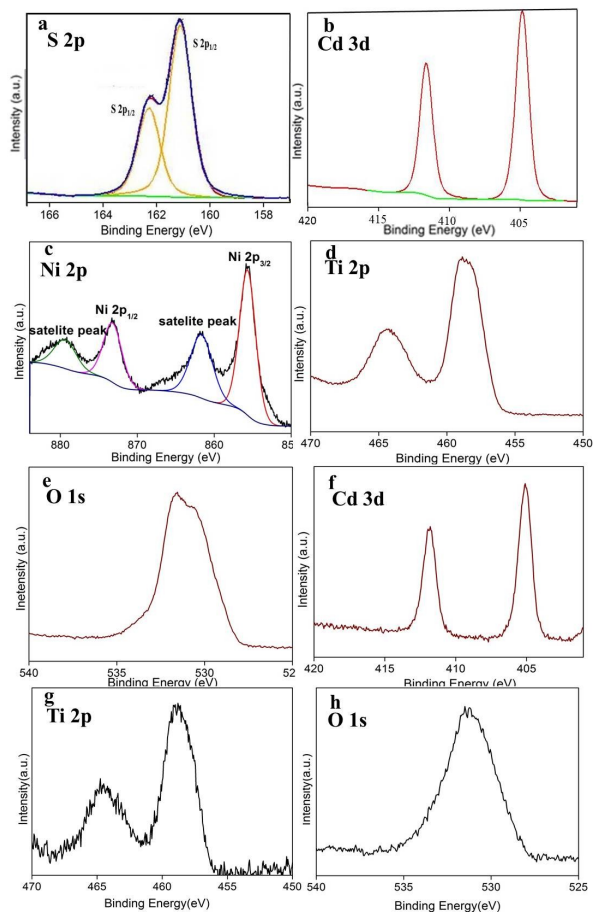 a
S 2p
S 2p1/2
S 2p1/2
Intensity (a.u.)
166 164 162 160 158
Binding Energy (eV)
b
Cd 3d
Intensity (a.u.)
420 415 410 405
Binding Energy (eV)
c
Ni 2p
Ni 2p3/2
Ni 2p1/2
satelite peak
satelite peak
Intensity (a.u.)
880 870 860 85
Binding Energy (eV)
d
Ti 2p
Intensity (a.u.)
470 465 460 455 450
Binding Energy (eV)
e
O 1s
Inetensity (a.u.)
540 535 530 52
Binding Energy (eV)
f
Cd 3d
Intensity (a.u.)
420 415 410 405
Binding Energy (eV)
g
Ti 2p
Intensity(a.u.)
470 465 460 455 450
Binding Energy(eV)
h
O 1s
Intensity(a.u.)
540 535 530 525
Binding Energy (eV)